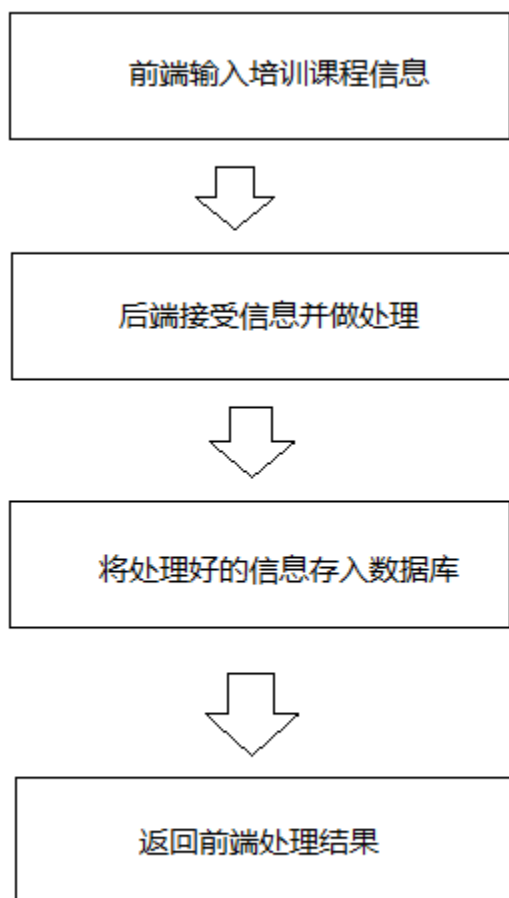 前端输入培训课程信息
后端接受信息并做处理
将处理好的信息存入数据库
返回前端处理结果